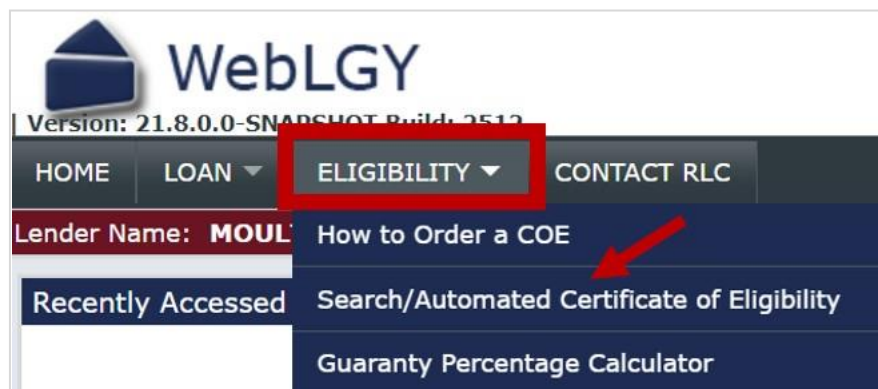 WebLGY
| Version: 21.8.0.0-SNAPSHOT Build: 2512
HOME LOAN ELIGIBILITY CONTACT RLC
Lender Name: How to Order a COE
Recently Accessed Search/Automated Certificate of Eligibility
Guaranty Percentage Calculator